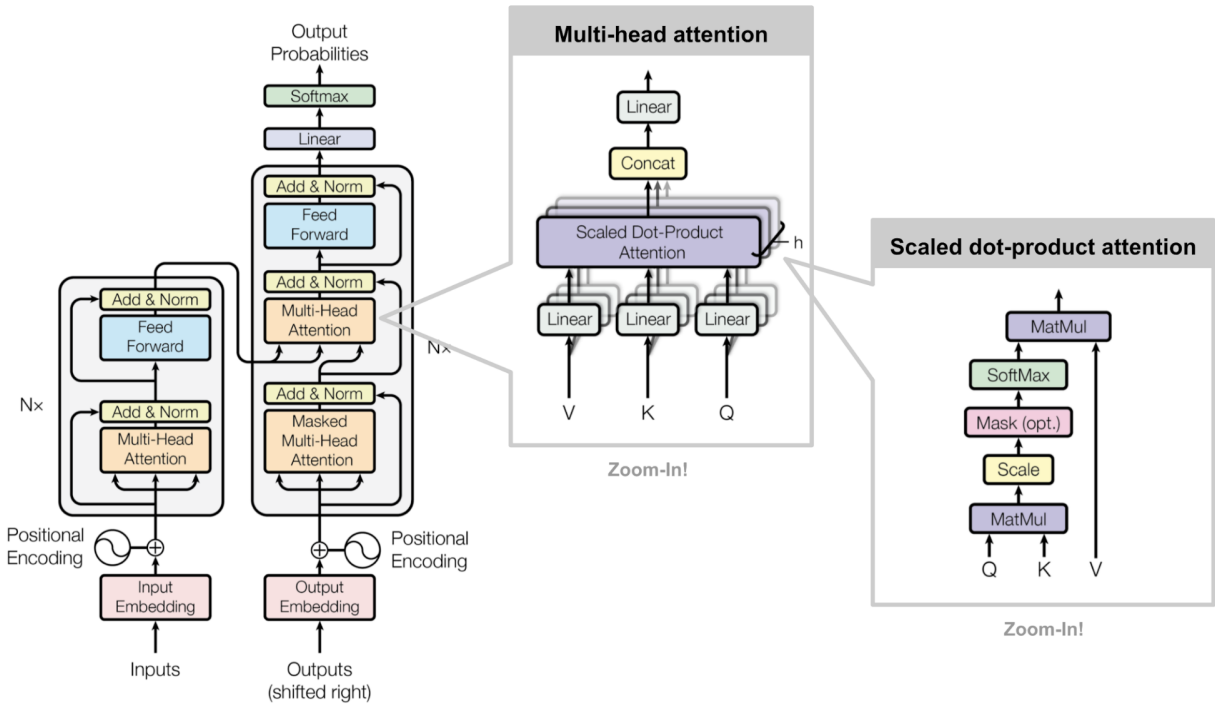 Output
Probabilities
Softmax
Linear
Add & Norm
Feed
Forward
Add & Norm
Multi-Head
Attention
Nx
Add & Norm
Masked
Multi-Head
Attention
Positional
Encoding
Output
Embedding
Outputs
(shifted right)
Add & Norm
Feed
Forward
Nx
Add & Norm
Multi-Head
Attention
Positional
Encoding
Input
Embedding
Inputs
Multi-head attention
Linear
Concat
Scaled Dot-Product
Attention
h
Linear Linear Linear
V K Q
Zoom-In!
Scaled dot-product attention
MatMul
SoftMax
Mask (opt.)
Scale
MatMul
Q K V
Zoom-In!